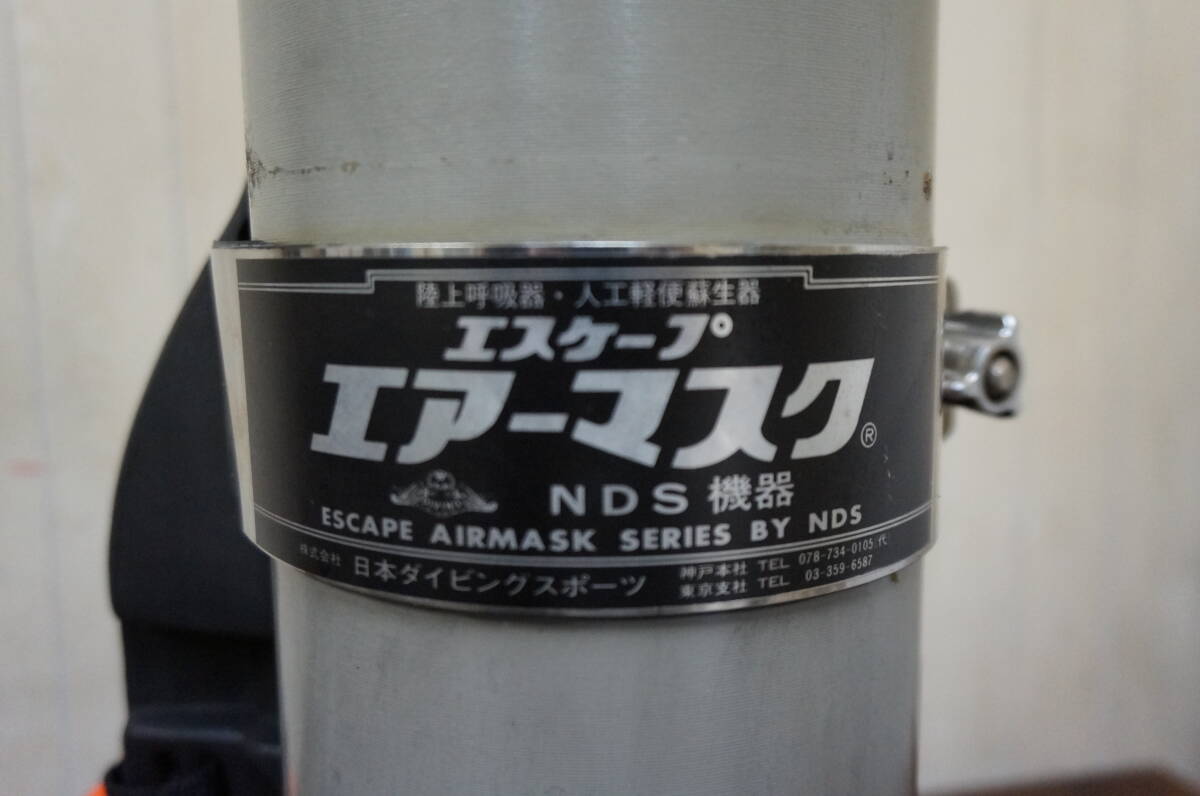 陸上呼吸器・人工軽便蘇生器
エスケープ
エアーマスク®
NDS 機器
ESCAPE AIRMASK SERIES BY NDS
株式会社 日本ダイビングスポーツ
神戸本社 TEL 078-734-0105(代)
東京支社 TEL 03-359-6587